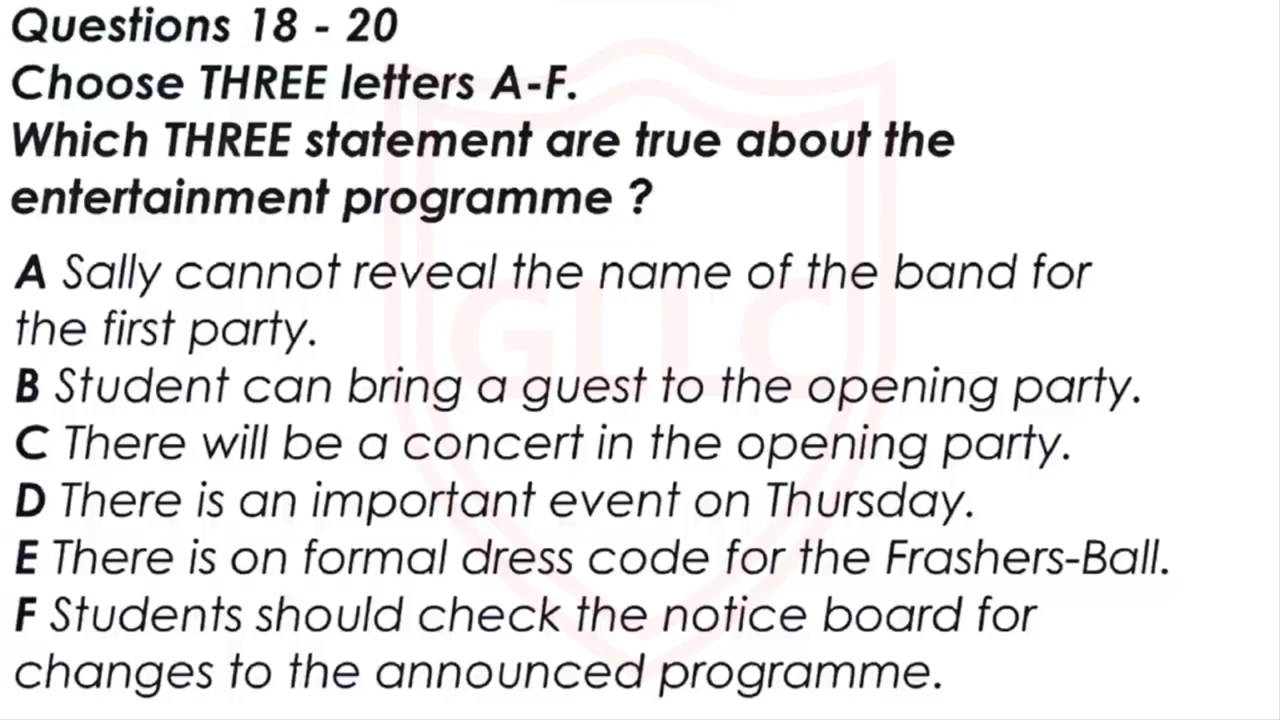 Questions 18 - 20
Choose THREE letters A-F.
Which THREE statement are true about the
entertainment programme ?
A Sally cannot reveal the name of the band for
the first party.
B Student can bring a guest to the opening party.
C There will be a concert in the opening party.
D There is an important event on Thursday.
E There is on formal dress code for the Frashers-Ball.
F Students should check the notice board for
changes to the announced programme.
GLLC